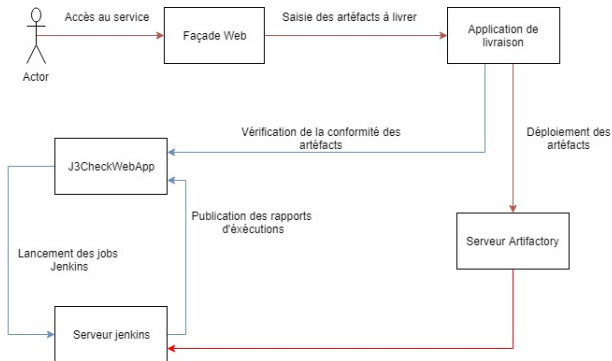 Accès au service
Saisie des artéfacts à livrer
Façade Web
Application de
livraison
Actor
Vérification de la conformité des
artéfacts
Déploiement des
artéfacts
J3CheckWebApp
Publication des rapports
d'éxécutions
Serveur Artifactory
Lancement des jobs
Jenkins
Serveur jenkins